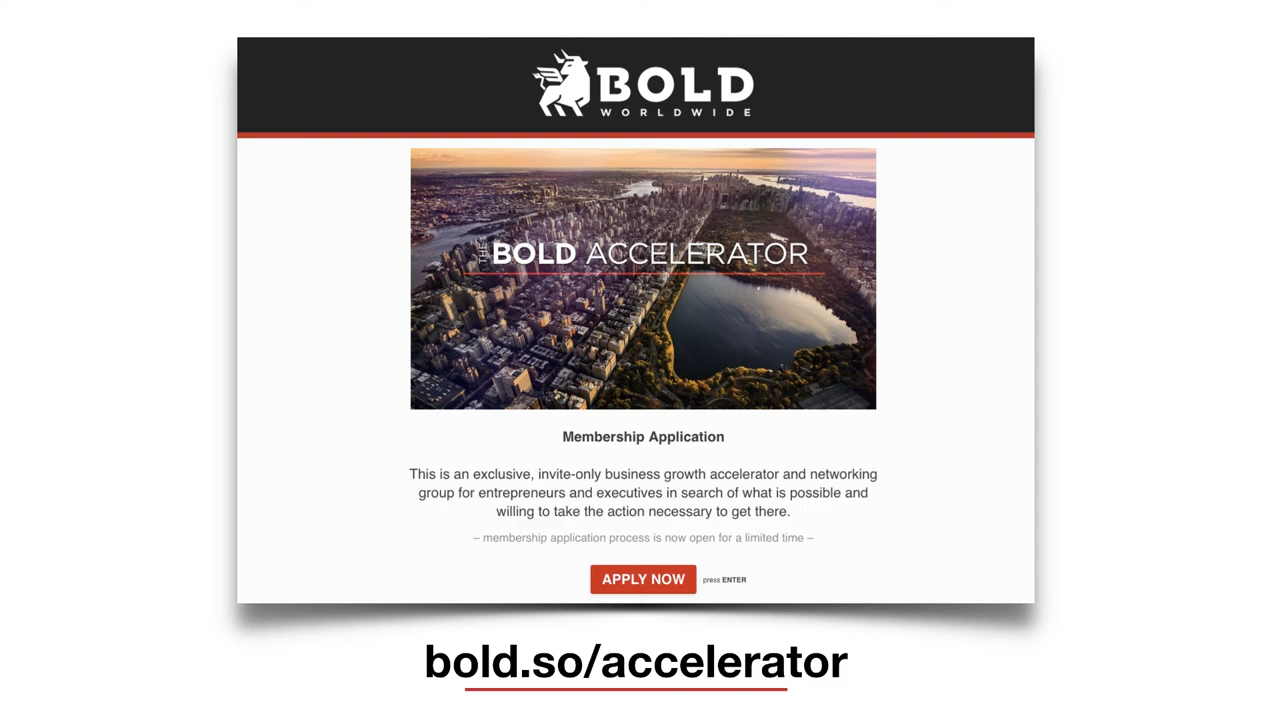 BOLD
WORLDWIDE
THE BOLD ACCELERATOR
Membership Application
This is an exclusive, invite-only business growth accelerator and networking
group for entrepreneurs and executives in search of what is possible and
willing to take the action necessary to get there.
– membership application process is now open for a limited time –
APPLY NOW press ENTER
bold.so/accelerator